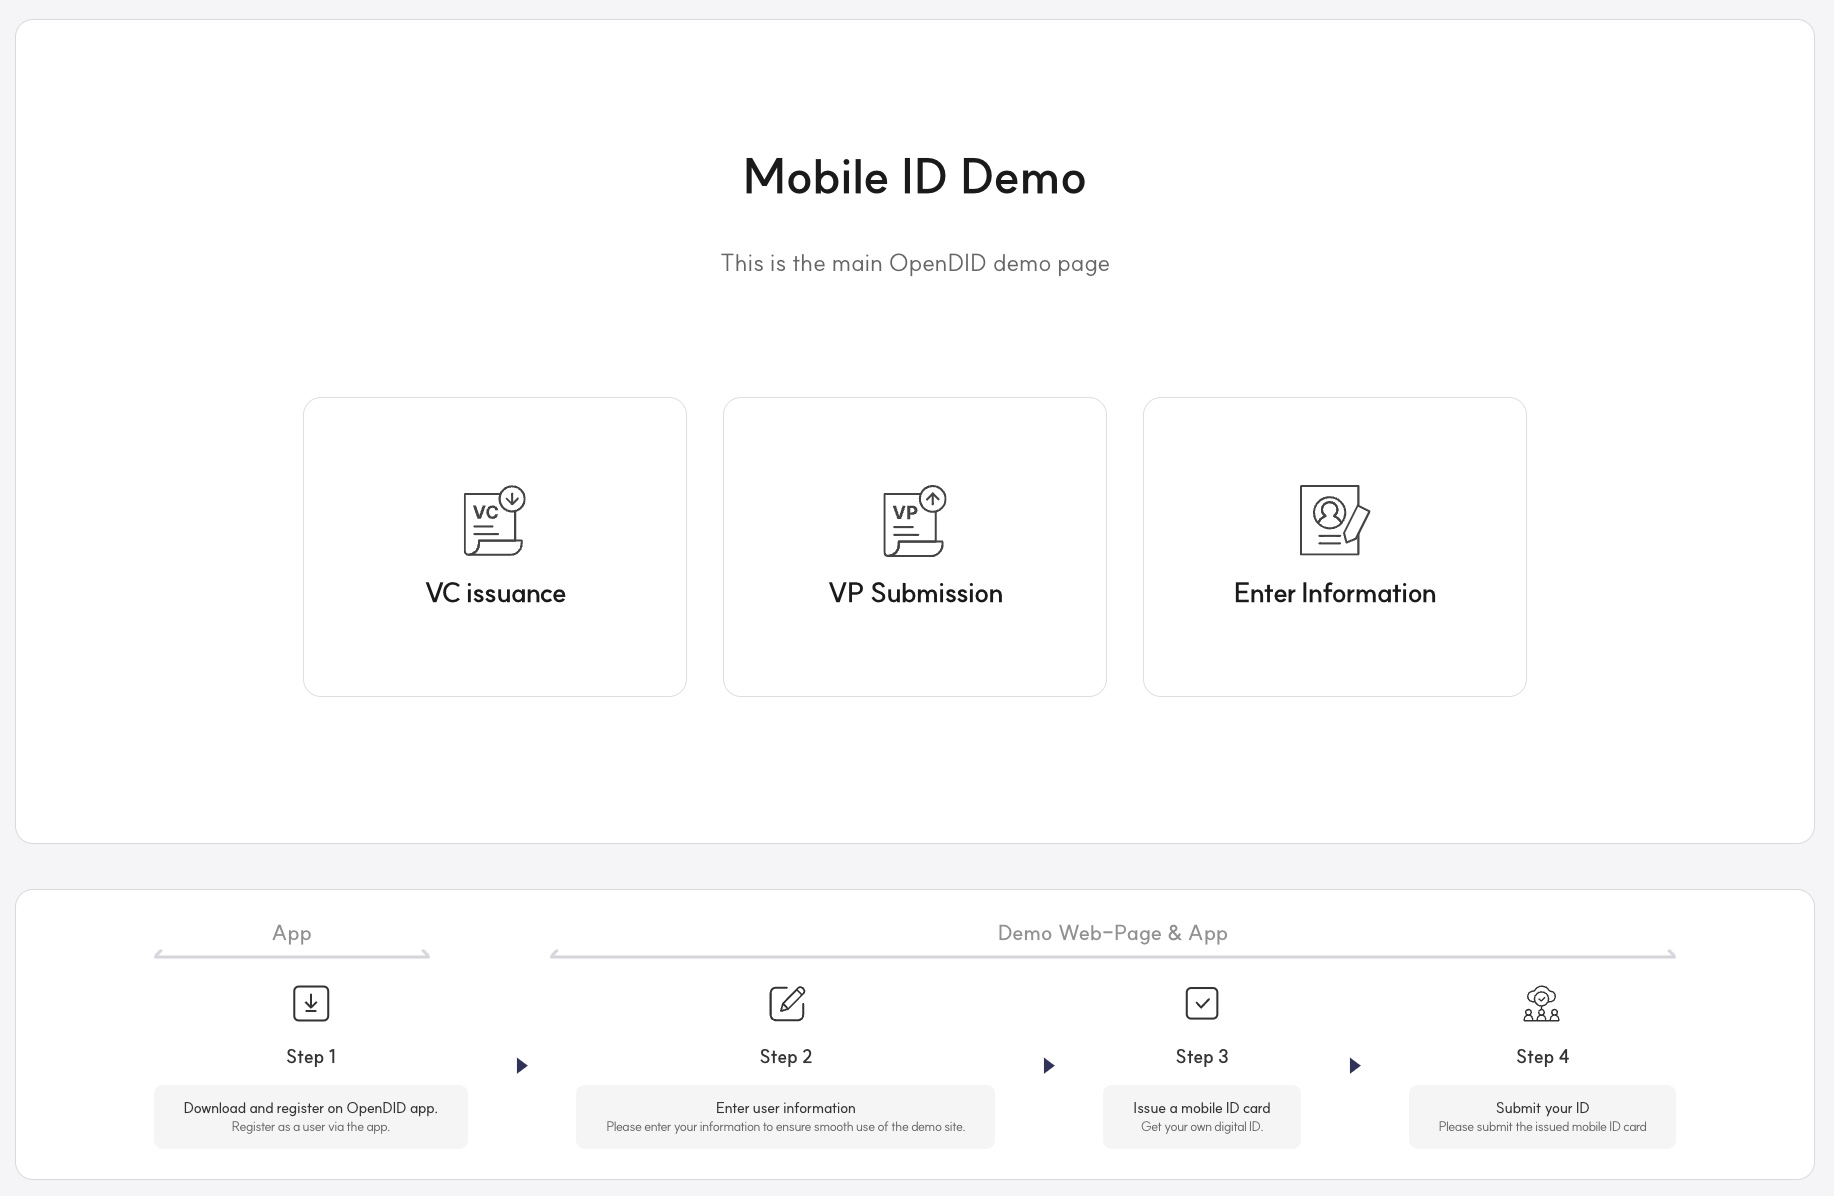 Mobile ID Demo
This is the main OpenDID demo page
VC
VC issuance
VP
VP Submission
Enter Information
App
Demo Web-Page & App
Step 1
Download and register on OpenDID app.
Register as a user via the app.
Step 2
Enter user information
Please enter your information to ensure smooth use of the demo site.
Step 3
Issue a mobile ID card
Get your own digital ID.
Step 4
Submit your ID
Please submit the issued mobile ID card